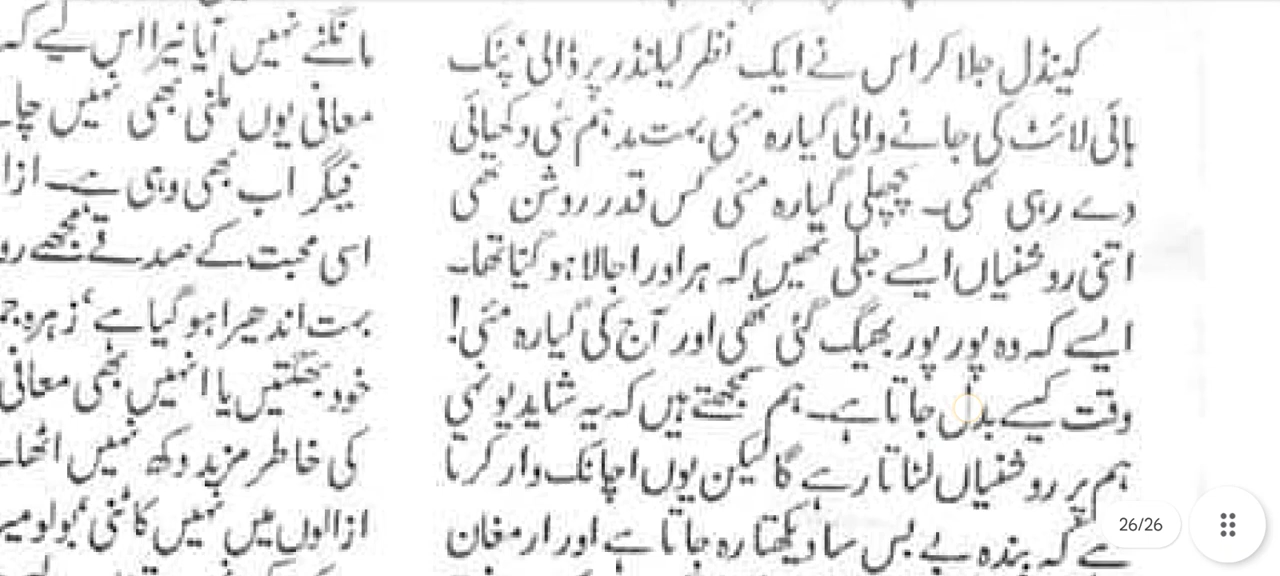 کینڈل جلا کر اس نے ایک نظر کیلنڈر پر ڈالی، پنک
ہائی لائٹ کی جانے والی گیارہ مئی بہت مدہم سی دکھائی
دے رہی تھی۔ پچھلی گیارہ مئی کس قدر روشن تھی
اتنی روشنیاں ایسے جلی تھیں کہ ہر اور اجالا ہو گیا تھا۔
ایسے کہ وہ پور پور بھیگ گئی تھی اور آج کی گیارہ مئی!
وقت کیسے بدل جاتا ہے۔ ہم سمجھتے ہیں کہ یہ شاید یونہی
ہم پر روشنیاں لٹاتا رہے گا لیکن یوں اچانک وار کرتا
ہے کہ بندہ بے بس سا دیکھتا رہ جاتا ہے اور ارمغان
مانگنے نہیں آیا نیرا اس لیے کہ
معافی یوں ملنی بھی نہیں
فیگر اب بھی وہی ہے۔
اسی محبت کے صدقے مجھے
بہت اندھیرا ہو گیا ہے، زہرہ
خود بھگتیں یا انہیں بھی معافی
کی خاطر مزید دکھ نہیں
ازالوں میں نہیں کاٹنی، بولو
26/26